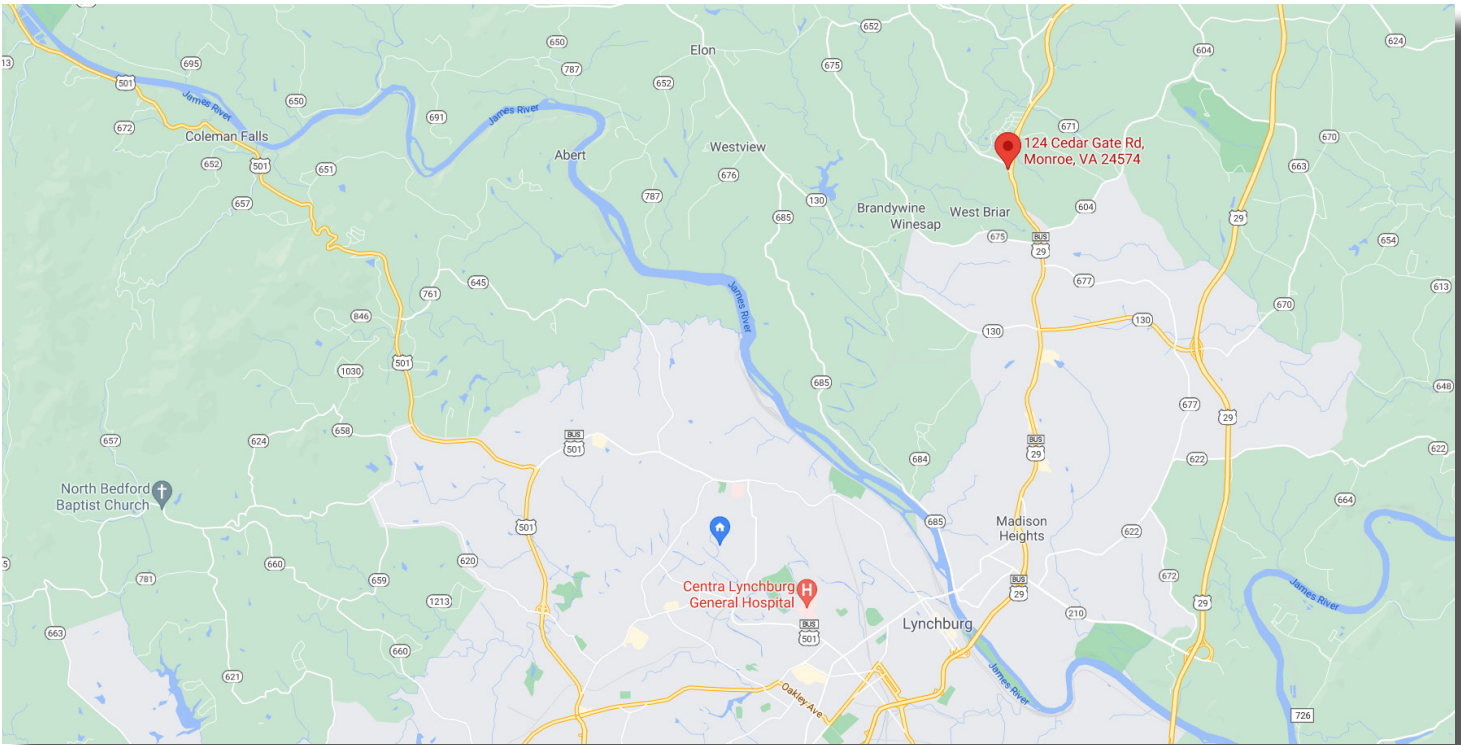 652
624
650
Elon
604
13
695
787
675
501
652
James River
650
James River
691
672
671
670
Coleman Falls
124 Cedar Gate Rd,
Monroe, VA 24574
Westview
Abert
652
501
651
676
663
787
130
657
Brandywine
West Briar
604
685
Winesap
29
675
BUS
29
654
645
677
613
761
James River
670
846
130
130
501
1030
685
648
677
29
658
BUS
501
657
624
BUS
29
622
684
622
North Bedford
Baptist Church
664
501
685
Madison
Heights
622
620
5
660
672
781
659
BUS
29
Centra Lynchburg
General Hospital
H
James River
1213
29
210
663
BUS
501
Lynchburg
660
621
James River
Oakley Ave
726